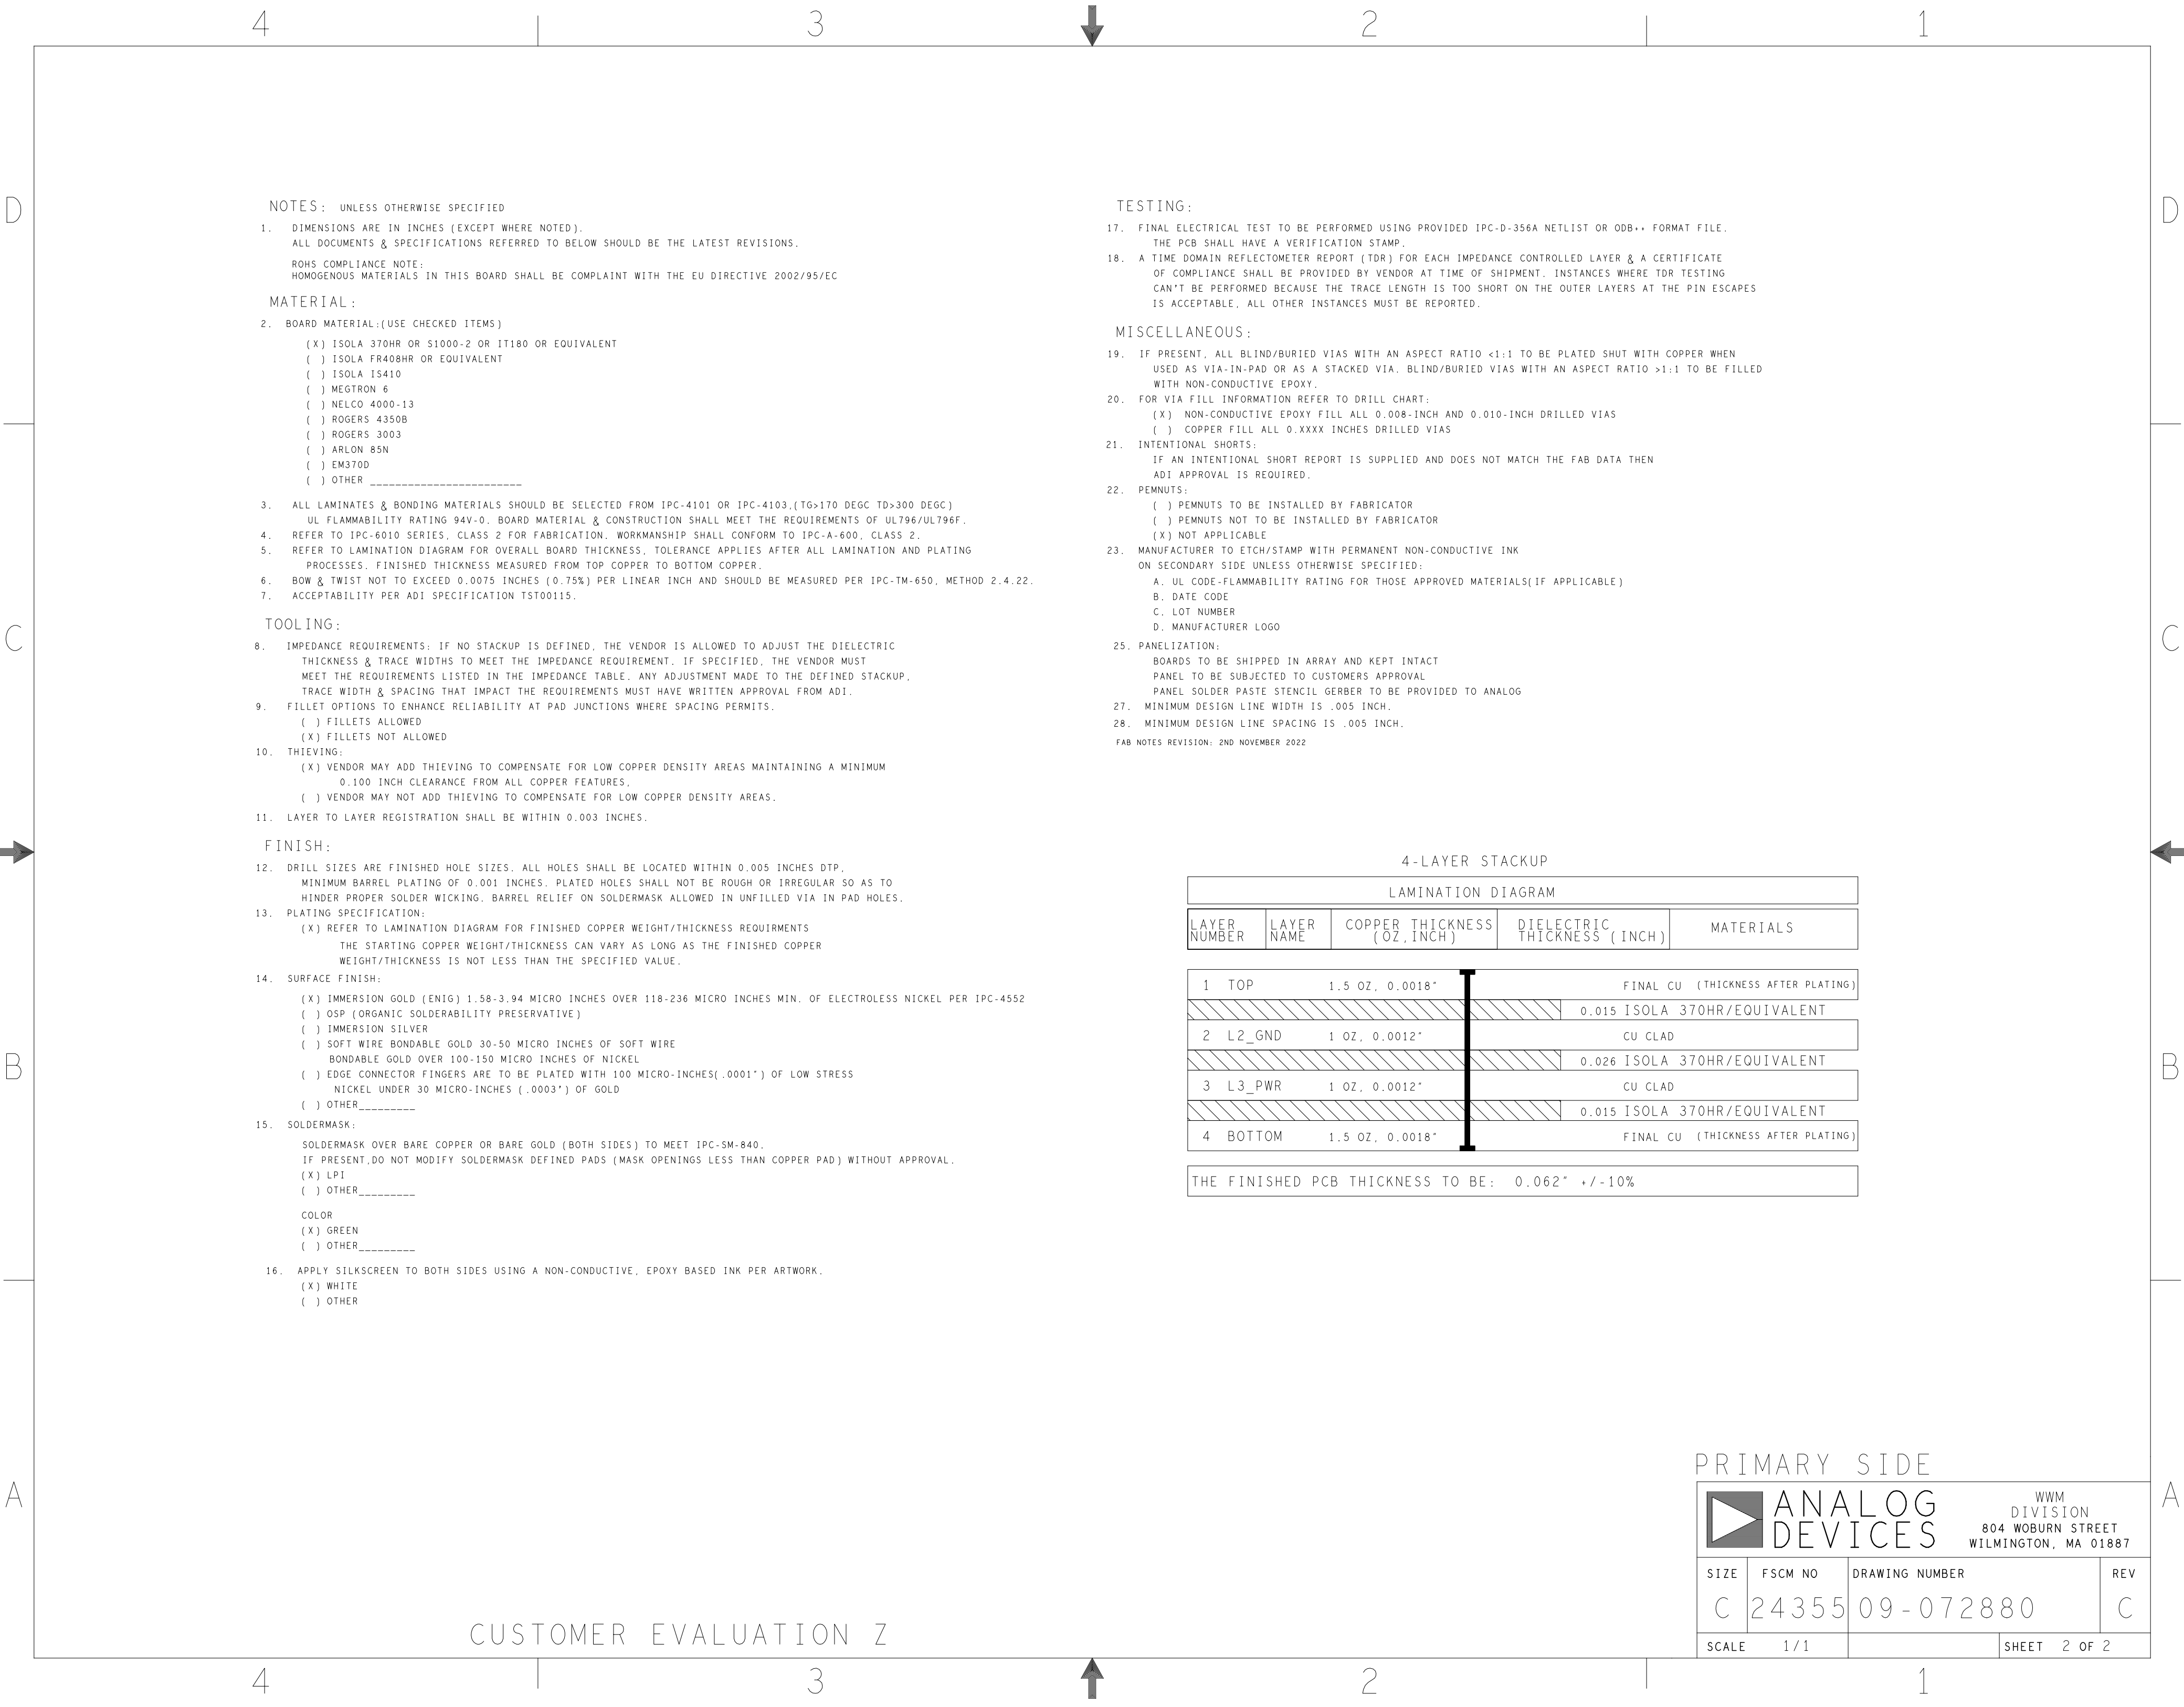 4 3 2 1
D D
NOTES: UNLESS OTHERWISE SPECIFIED
1. DIMENSIONS ARE IN INCHES (EXCEPT WHERE NOTED).
ALL DOCUMENTS & SPECIFICATIONS REFERRED TO BELOW SHOULD BE THE LATEST REVISIONS.
ROHS COMPLIANCE NOTE:
HOMOGENOUS MATERIALS IN THIS BOARD SHALL BE COMPLAINT WITH THE EU DIRECTIVE 2002/95/EC
MATERIAL:
2. BOARD MATERIAL:(USE CHECKED ITEMS)
(X) ISOLA 370HR OR S1000-2 OR IT180 OR EQUIVALENT
( ) ISOLA FR408HR OR EQUIVALENT
( ) ISOLA IS410
( ) MEGTRON 6
( ) NELCO 4000-13
( ) ROGERS 4350B
( ) ROGERS 3003
( ) ARLON 85N
( ) EM370D
( ) OTHER ________________________
3. ALL LAMINATES & BONDING MATERIALS SHOULD BE SELECTED FROM IPC-4101 OR IPC-4103.(TG>170 DEGC TD>300 DEGC)
UL FLAMMABILITY RATING 94V-0. BOARD MATERIAL & CONSTRUCTION SHALL MEET THE REQUIREMENTS OF UL796/UL796F.
4. REFER TO IPC-6010 SERIES, CLASS 2 FOR FABRICATION. WORKMANSHIP SHALL CONFORM TO IPC-A-600, CLASS 2.
5. REFER TO LAMINATION DIAGRAM FOR OVERALL BOARD THICKNESS, TOLERANCE APPLIES AFTER ALL LAMINATION AND PLATING
PROCESSES. FINISHED THICKNESS MEASURED FROM TOP COPPER TO BOTTOM COPPER.
6. BOW & TWIST NOT TO EXCEED 0.0075 INCHES (0.75%) PER LINEAR INCH AND SHOULD BE MEASURED PER IPC-TM-650, METHOD 2.4.22.
7. ACCEPTABILITY PER ADI SPECIFICATION TST00115.
TOOLING:
8. IMPEDANCE REQUIREMENTS: IF NO STACKUP IS DEFINED, THE VENDOR IS ALLOWED TO ADJUST THE DIELECTRIC
THICKNESS & TRACE WIDTHS TO MEET THE IMPEDANCE REQUIREMENT. IF SPECIFIED, THE VENDOR MUST
MEET THE REQUIREMENTS LISTED IN THE IMPEDANCE TABLE. ANY ADJUSTMENT MADE TO THE DEFINED STACKUP,
TRACE WIDTH & SPACING THAT IMPACT THE REQUIREMENTS MUST HAVE WRITTEN APPROVAL FROM ADI.
9. FILLET OPTIONS TO ENHANCE RELIABILITY AT PAD JUNCTIONS WHERE SPACING PERMITS.
( ) FILLETS ALLOWED
(X) FILLETS NOT ALLOWED
10. THIEVING:
(X) VENDOR MAY ADD THIEVING TO COMPENSATE FOR LOW COPPER DENSITY AREAS MAINTAINING A MINIMUM
0.100 INCH CLEARANCE FROM ALL COPPER FEATURES,
( ) VENDOR MAY NOT ADD THIEVING TO COMPENSATE FOR LOW COPPER DENSITY AREAS.
11. LAYER TO LAYER REGISTRATION SHALL BE WITHIN 0.003 INCHES.
FINISH:
12. DRILL SIZES ARE FINISHED HOLE SIZES. ALL HOLES SHALL BE LOCATED WITHIN 0.005 INCHES DTP,
MINIMUM BARREL PLATING OF 0.001 INCHES. PLATED HOLES SHALL NOT BE ROUGH OR IRREGULAR SO AS TO
HINDER PROPER SOLDER WICKING. BARREL RELIEF ON SOLDERMASK ALLOWED IN UNFILLED VIA IN PAD HOLES.
13. PLATING SPECIFICATION:
(X) REFER TO LAMINATION DIAGRAM FOR FINISHED COPPER WEIGHT/THICKNESS REQUIRMENTS
THE STARTING COPPER WEIGHT/THICKNESS CAN VARY AS LONG AS THE FINISHED COPPER
WEIGHT/THICKNESS IS NOT LESS THAN THE SPECIFIED VALUE.
14. SURFACE FINISH:
(X) IMMERSION GOLD (ENIG) 1.58-3.94 MICRO INCHES OVER 118-236 MICRO INCHES MIN. OF ELECTROLESS NICKEL PER IPC-4552
( ) OSP (ORGANIC SOLDERABILITY PRESERVATIVE)
( ) IMMERSION SILVER
( ) SOFT WIRE BONDABLE GOLD 30-50 MICRO INCHES OF SOFT WIRE
BONDABLE GOLD OVER 100-150 MICRO INCHES OF NICKEL
( ) EDGE CONNECTOR FINGERS ARE TO BE PLATED WITH 100 MICRO-INCHES(.0001") OF LOW STRESS
NICKEL UNDER 30 MICRO-INCHES (.0003") OF GOLD
( ) OTHER_________
15. SOLDERMASK:
SOLDERMASK OVER BARE COPPER OR BARE GOLD (BOTH SIDES) TO MEET IPC-SM-840.
IF PRESENT,DO NOT MODIFY SOLDERMASK DEFINED PADS (MASK OPENINGS LESS THAN COPPER PAD) WITHOUT APPROVAL.
(X) LPI
( ) OTHER_________
COLOR
(X) GREEN
( ) OTHER_________
16. APPLY SILKSCREEN TO BOTH SIDES USING A NON-CONDUCTIVE, EPOXY BASED INK PER ARTWORK.
(X) WHITE
( ) OTHER
TESTING:
17. FINAL ELECTRICAL TEST TO BE PERFORMED USING PROVIDED IPC-D-356A NETLIST OR ODB++ FORMAT FILE.
THE PCB SHALL HAVE A VERIFICATION STAMP.
18. A TIME DOMAIN REFLECTOMETER REPORT (TDR) FOR EACH IMPEDANCE CONTROLLED LAYER & A CERTIFICATE
OF COMPLIANCE SHALL BE PROVIDED BY VENDOR AT TIME OF SHIPMENT. INSTANCES WHERE TDR TESTING
CAN'T BE PERFORMED BECAUSE THE TRACE LENGTH IS TOO SHORT ON THE OUTER LAYERS AT THE PIN ESCAPES
IS ACCEPTABLE, ALL OTHER INSTANCES MUST BE REPORTED.
MISCELLANEOUS:
19. IF PRESENT, ALL BLIND/BURIED VIAS WITH AN ASPECT RATIO <1:1 TO BE PLATED SHUT WITH COPPER WHEN
USED AS VIA-IN-PAD OR AS A STACKED VIA. BLIND/BURIED VIAS WITH AN ASPECT RATIO >1:1 TO BE FILLED
WITH NON-CONDUCTIVE EPOXY.
20. FOR VIA FILL INFORMATION REFER TO DRILL CHART:
(X) NON-CONDUCTIVE EPOXY FILL ALL 0.008-INCH AND 0.010-INCH DRILLED VIAS
( ) COPPER FILL ALL 0.XXXX INCHES DRILLED VIAS
21. INTENTIONAL SHORTS:
IF AN INTENTIONAL SHORT REPORT IS SUPPLIED AND DOES NOT MATCH THE FAB DATA THEN
ADI APPROVAL IS REQUIRED.
22. PEMNUTS:
( ) PEMNUTS TO BE INSTALLED BY FABRICATOR
( ) PEMNUTS NOT TO BE INSTALLED BY FABRICATOR
(X) NOT APPLICABLE
23. MANUFACTURER TO ETCH/STAMP WITH PERMANENT NON-CONDUCTIVE INK
ON SECONDARY SIDE UNLESS OTHERWISE SPECIFIED:
A. UL CODE-FLAMMABILITY RATING FOR THOSE APPROVED MATERIALS(IF APPLICABLE)
B. DATE CODE
C. LOT NUMBER
D. MANUFACTURER LOGO
25. PANELIZATION:
BOARDS TO BE SHIPPED IN ARRAY AND KEPT INTACT
PANEL TO BE SUBJECTED TO CUSTOMERS APPROVAL
PANEL SOLDER PASTE STENCIL GERBER TO BE PROVIDED TO ANALOG
27. MINIMUM DESIGN LINE WIDTH IS .005 INCH.
28. MINIMUM DESIGN LINE SPACING IS .005 INCH.
FAB NOTES REVISION: 2ND NOVEMBER 2022
C C
4-LAYER STACKUP
LAMINATION DIAGRAM
LAYER NUMBER LAYER NAME COPPER THICKNESS (OZ,INCH) DIELECTRIC THICKNESS (INCH) MATERIALS
1 TOP 1.5 OZ, 0.0018" FINAL CU (THICKNESS AFTER PLATING)
0.015 ISOLA 370HR/EQUIVALENT
2 L2_GND 1 OZ, 0.0012" CU CLAD
0.026 ISOLA 370HR/EQUIVALENT
3 L3_PWR 1 OZ, 0.0012" CU CLAD
0.015 ISOLA 370HR/EQUIVALENT
4 BOTTOM 1.5 OZ, 0.0018" FINAL CU (THICKNESS AFTER PLATING)
THE FINISHED PCB THICKNESS TO BE: 0.062" +/-10%
B B
A A
PRIMARY SIDE
ANALOG
DEVICES
WWM
DIVISION
804 WOBURN STREET
WILMINGTON, MA 01887
SIZE FSCM NO DRAWING NUMBER REV
C 24355 09-072880 C
SCALE 1/1 SHEET 2 OF 2
CUSTOMER EVALUATION Z
4 3 2 1